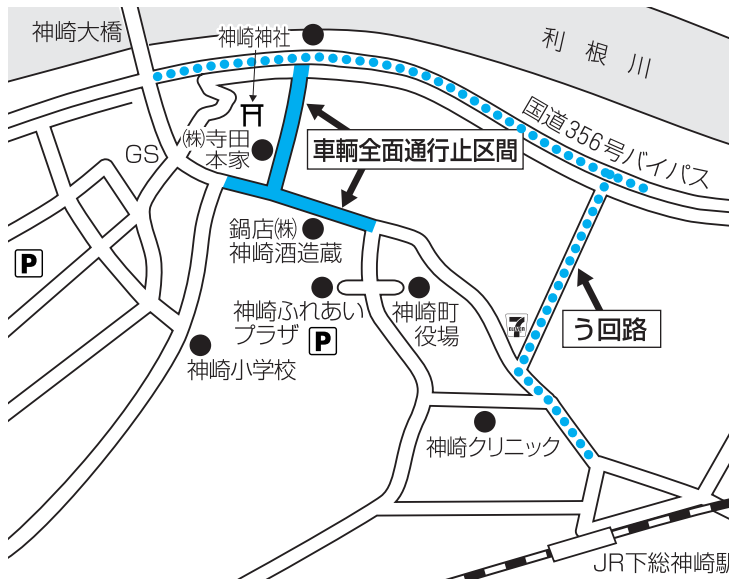 神崎大橋
神崎神社
利根川
国道356号バイパス
GS
㈱寺田
本家
車輌全面通行止区間
鍋店㈱
神崎酒造蔵
P
神崎ふれあい
プラザ
P
神崎町
役場
7
ELEVEN
う回路
神崎小学校
神崎クリニック
JR下総神崎駅